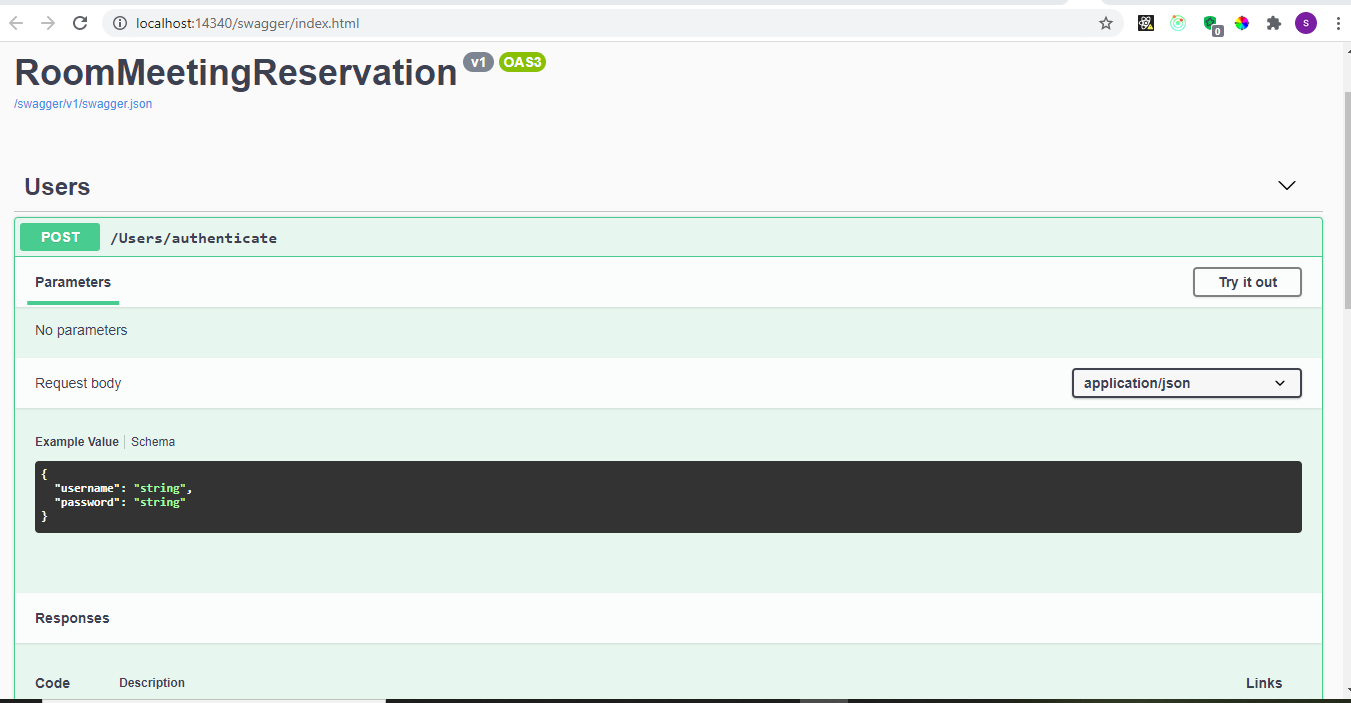 localhost:14340/swagger/index.html
0
S
RoomMeetingReservation v1 OAS3
/swagger/v1/swagger.json
Users
POST /Users/authenticate
Parameters Try it out
No parameters
Request body application/json
Example Value Schema
{
"username": "string",
"password": "string"
}
Responses
Code Description Links